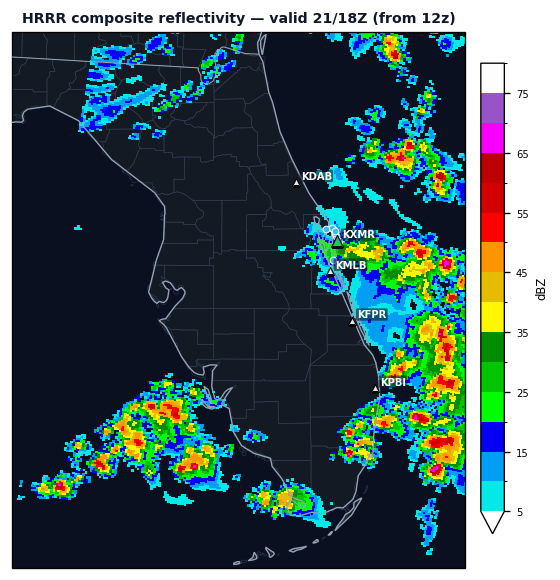 HRRR composite reflectivity — valid 21/18Z (from 12z)
75
65
55
45
35
25
15
5
dBZ
KDAB
KXMR
KMLB
KFPR
KPBI